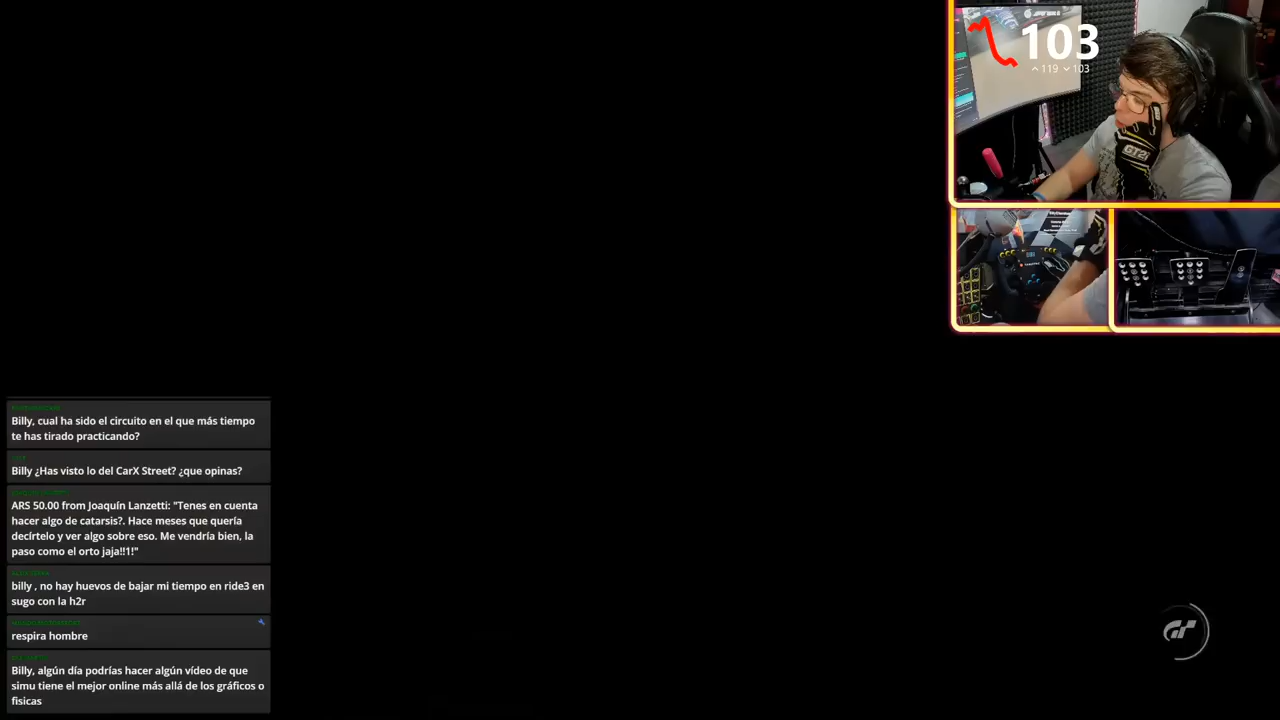 103
119 103
GT2i
Billy, cual ha sido el circuito en el que más tiempo
te has tirado practicando?
Billy ¿Has visto lo del CarX Street? ¿que opinas?
ARS 50.00 from Joaquín Lanzetti: "Tenes en cuenta
hacer algo de catarsis?. Hace meses que quería
decírtelo y ver algo sobre eso. Me vendría bien, la
paso como el orto jaja!!1!"
billy , no hay huevos de bajar mi tiempo en ride3 en
sugo con la h2r
respira hombre
Billy, algún día podrías hacer algún vídeo de que
simu tiene el mejor online más allá de los gráficos o
fisicas